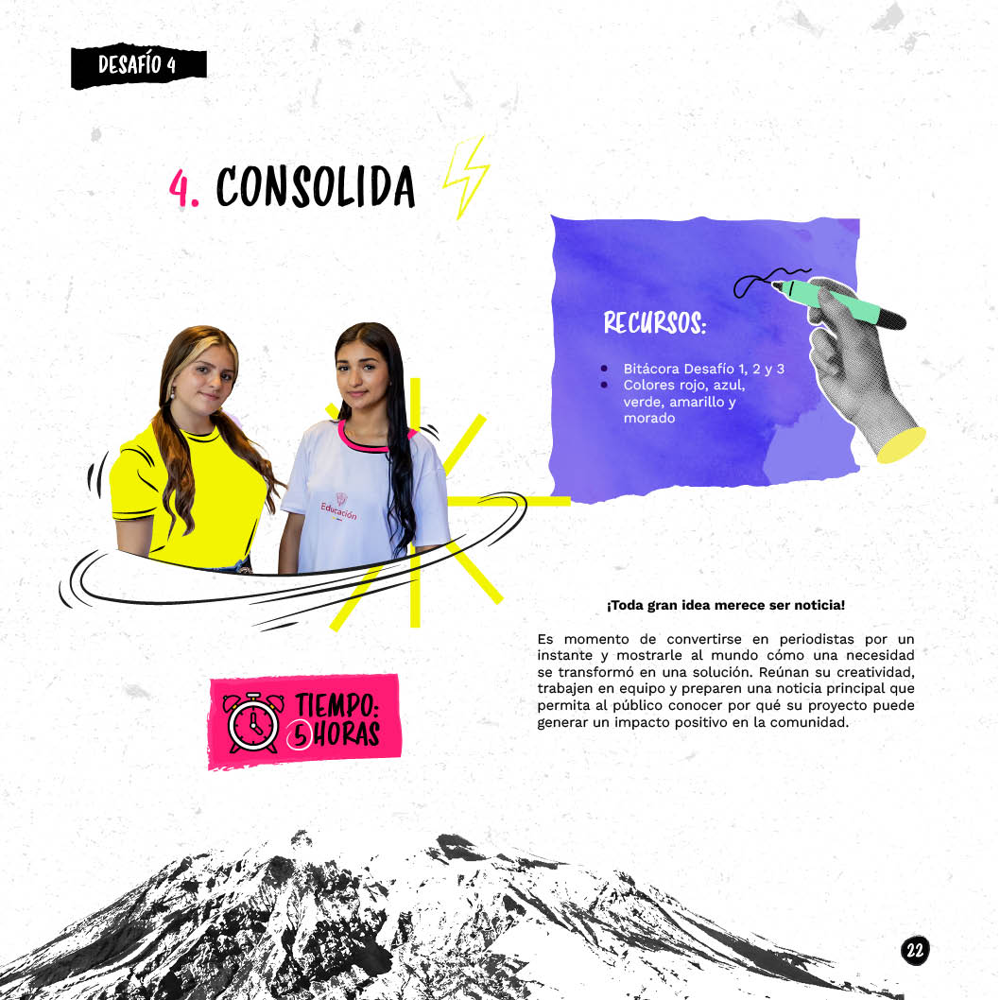 DESAFÍO 4
4. CONSOLIDA
RECURSOS:
● Bitácora Desafío 1, 2 y 3
● Colores rojo, azul,
verde, amarillo y
morado
Educación
¡Toda gran idea merece ser noticia!
Es momento de convertirse en periodistas por un
instante y mostrarle al mundo cómo una necesidad
se transformó en una solución. Reúnan su creatividad,
trabajen en equipo y preparen una noticia principal que
permita al público conocer por qué su proyecto puede
generar un impacto positivo en la comunidad.
TIEMPO:
5 HORAS
22